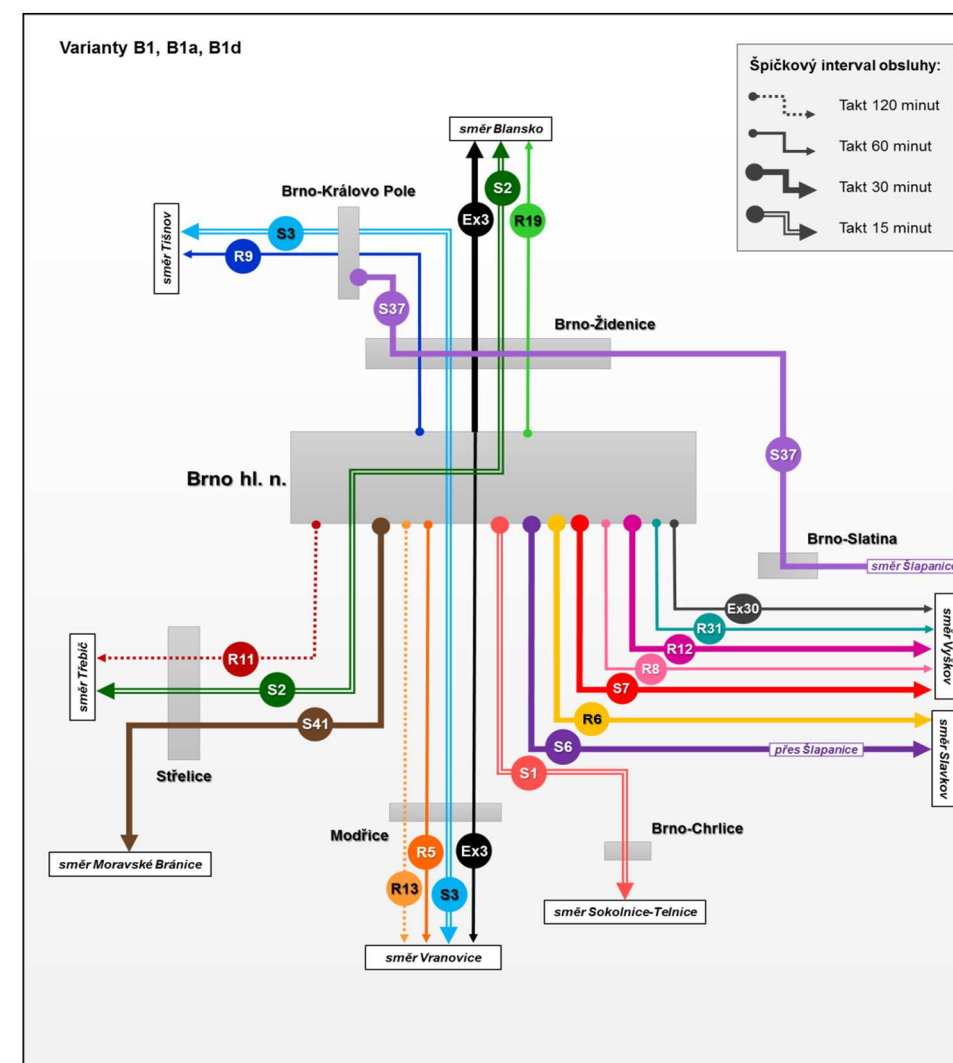 Varianty B1, B1a, B1d
Špičkový interval obsluhy:
Takt 120 minut
Takt 60 minut
Takt 30 minut
Takt 15 minut
směr Blansko
Brno-Královo Pole
S2
Ex3
R19
směr Tišnov
S3
R9
S37
Brno-Židenice
S37
Brno hl. n.
Brno-Slatina
směr Šlapanice
Ex30
R31
R12
R8
S7
směr Vyškov
směr Třebíč
R11
S2
S41
R6
S6
přes Šlapanice
směr Slavkov
S1
Střelice
Modřice
Brno-Chrlice
R5
Ex3
R13
S3
směr Moravské Bránice
směr Sokolnice-Telnice
směr Vranovice